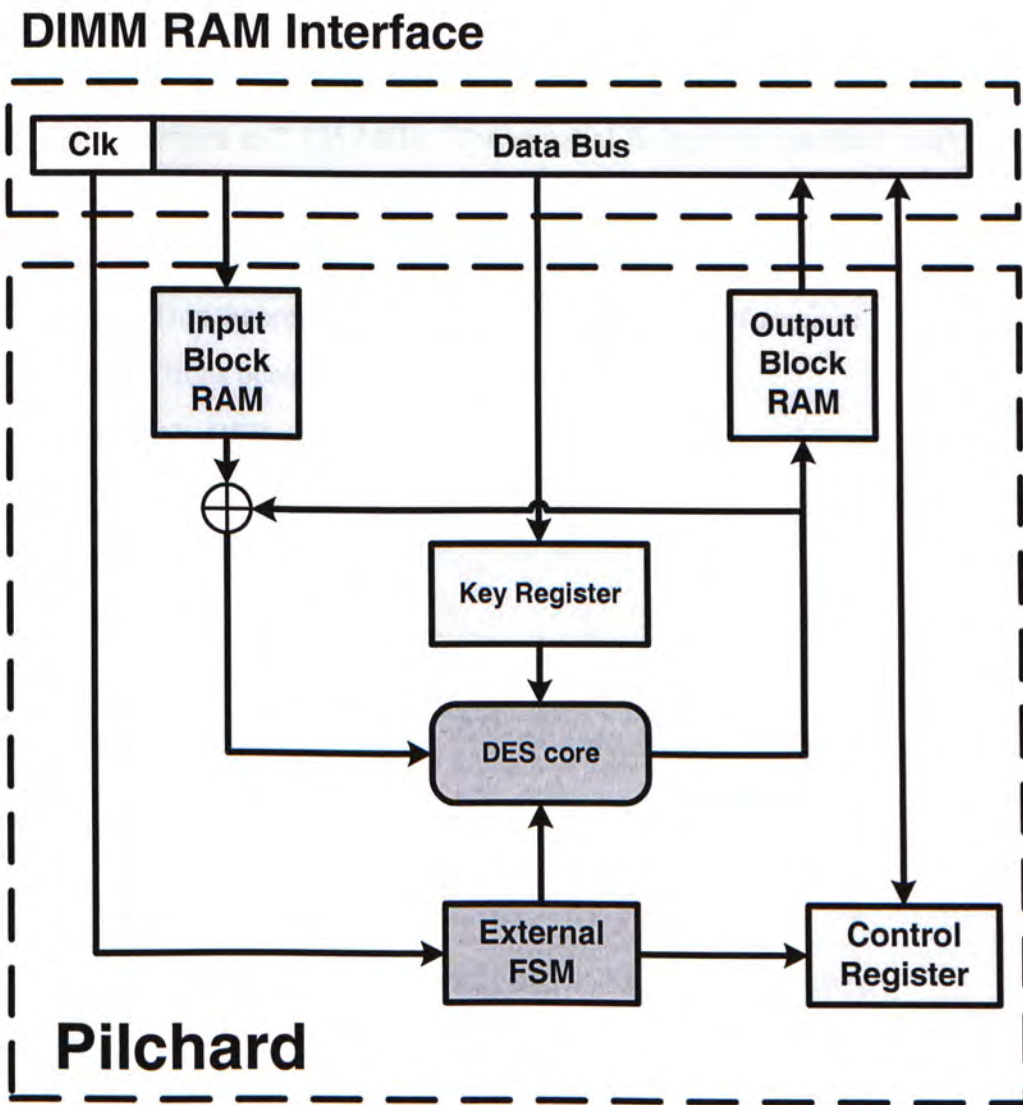 DIMM RAM Interface
Clk
Data Bus
Input
Block
RAM
Output
Block
RAM
Key Register
DES core
External
FSM
Control
Register
Pilchard